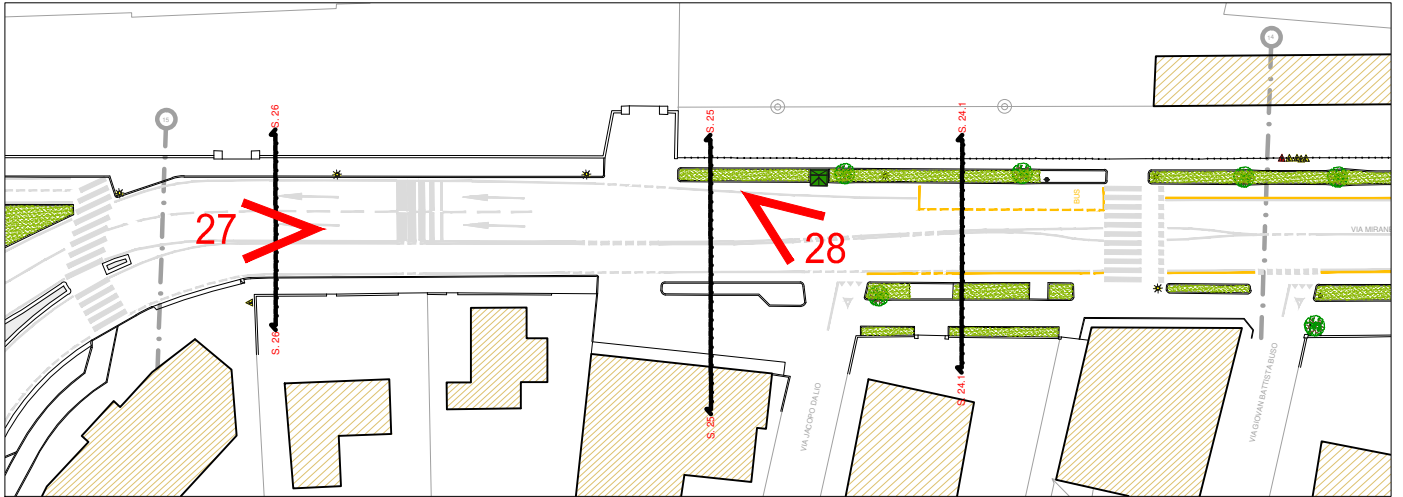 14
S. 26
S. 25
S. 24.1
15
BUS
27
28
VIA MIRAN
S. 26
S. 24.1
S. 25
VIA JACOPO DALIO
VIA GIOVAN BATTISTA BUSO